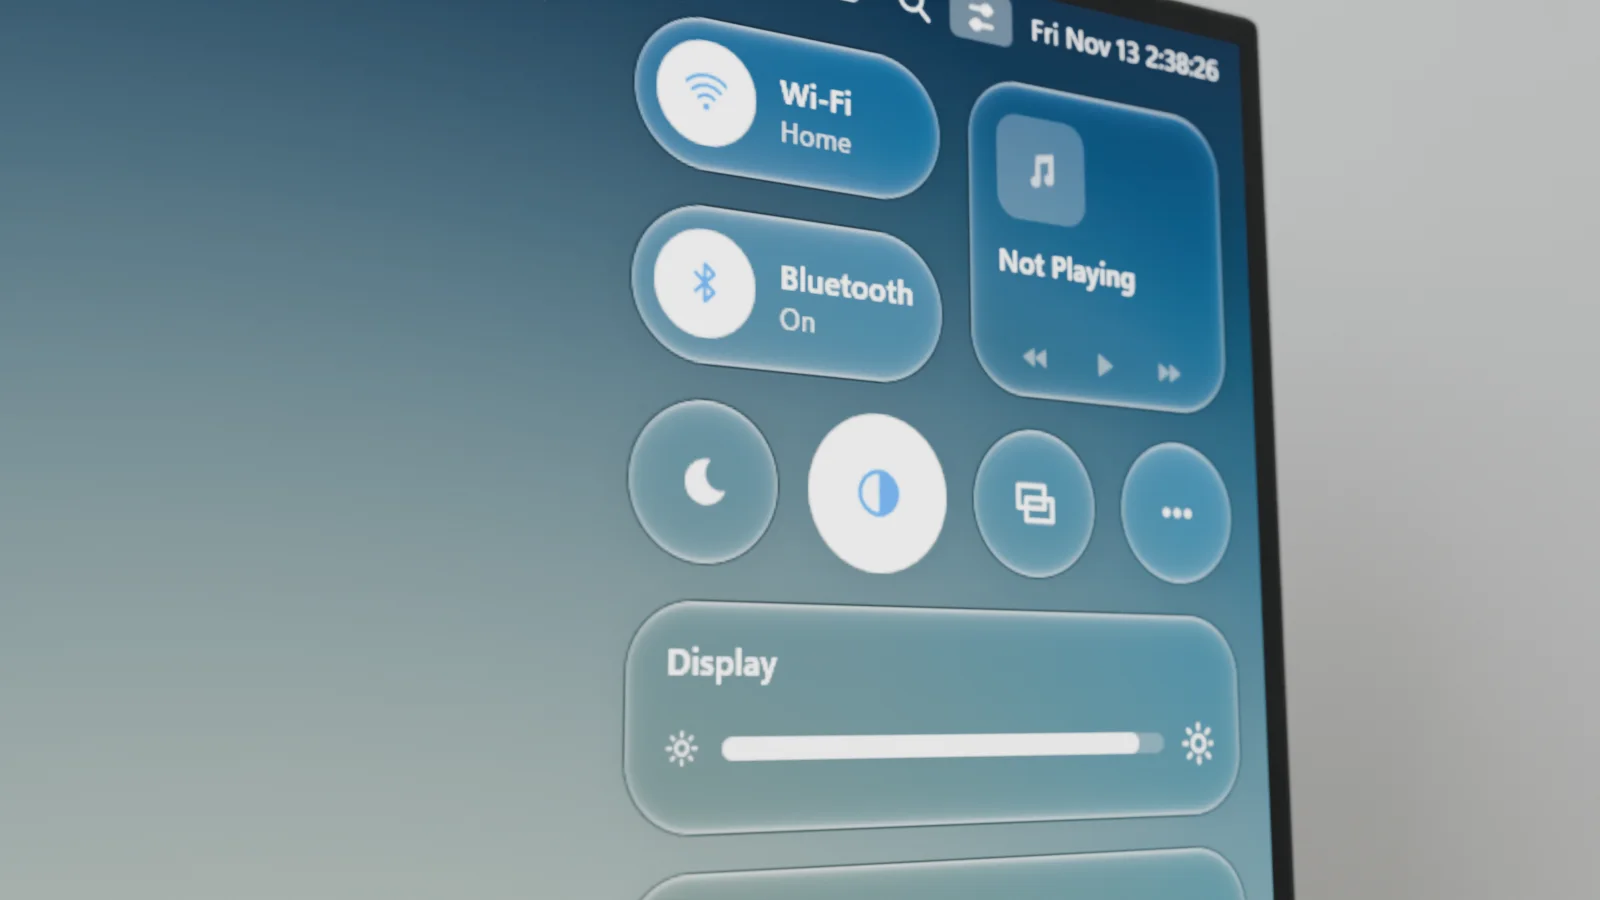 Fri Nov 13 2:38:26
Wi-Fi
Home
Not Playing
Bluetooth
On
Display